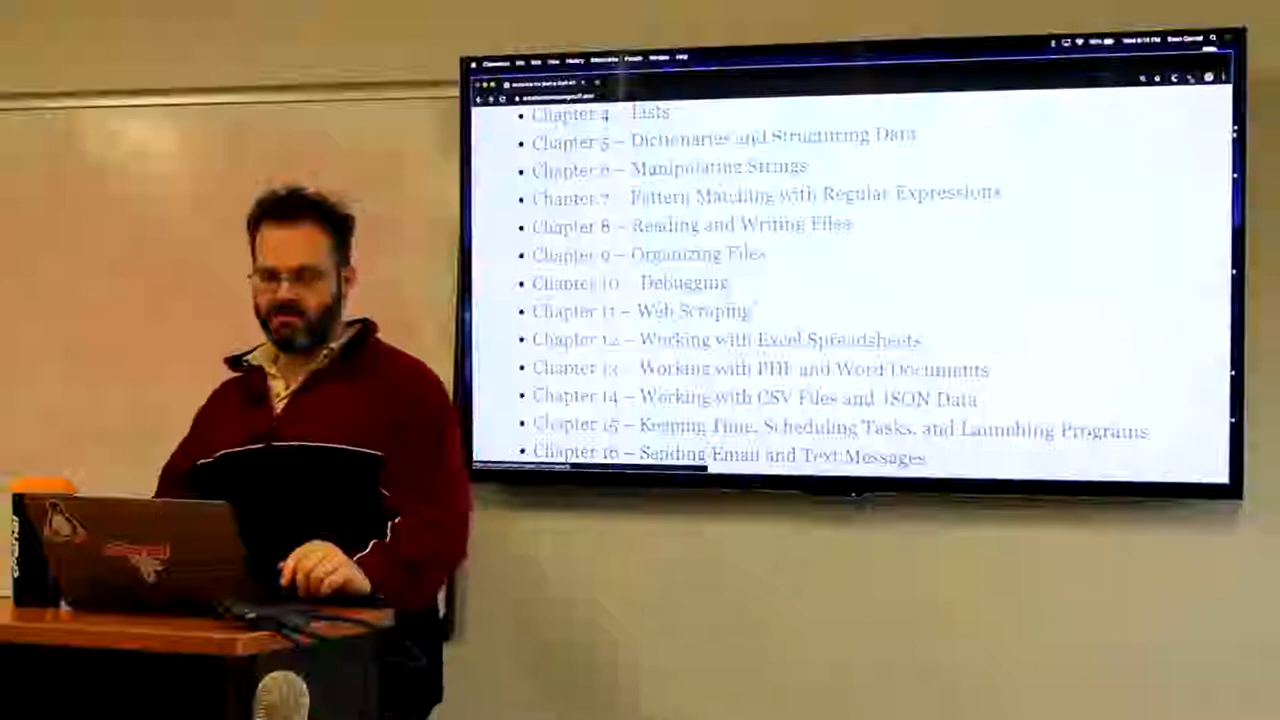 Chapter 4 – Lists
Chapter 5 – Dictionaries and Structuring Data
Chapter 6 – Manipulating Strings
Chapter 7 – Pattern Matching with Regular Expressions
Chapter 8 – Reading and Writing Files
Chapter 9 – Organizing Files
Chapter 10 – Debugging
Chapter 11 – Web Scraping
Chapter 12 – Working with Excel Spreadsheets
Chapter 13 – Working with PDF and Word Documents
Chapter 14 – Working with CSV Files and JSON Data
Chapter 15 – Keeping Time, Scheduling Tasks, and Launching Programs
Chapter 16 – Sending Email and Text Messages